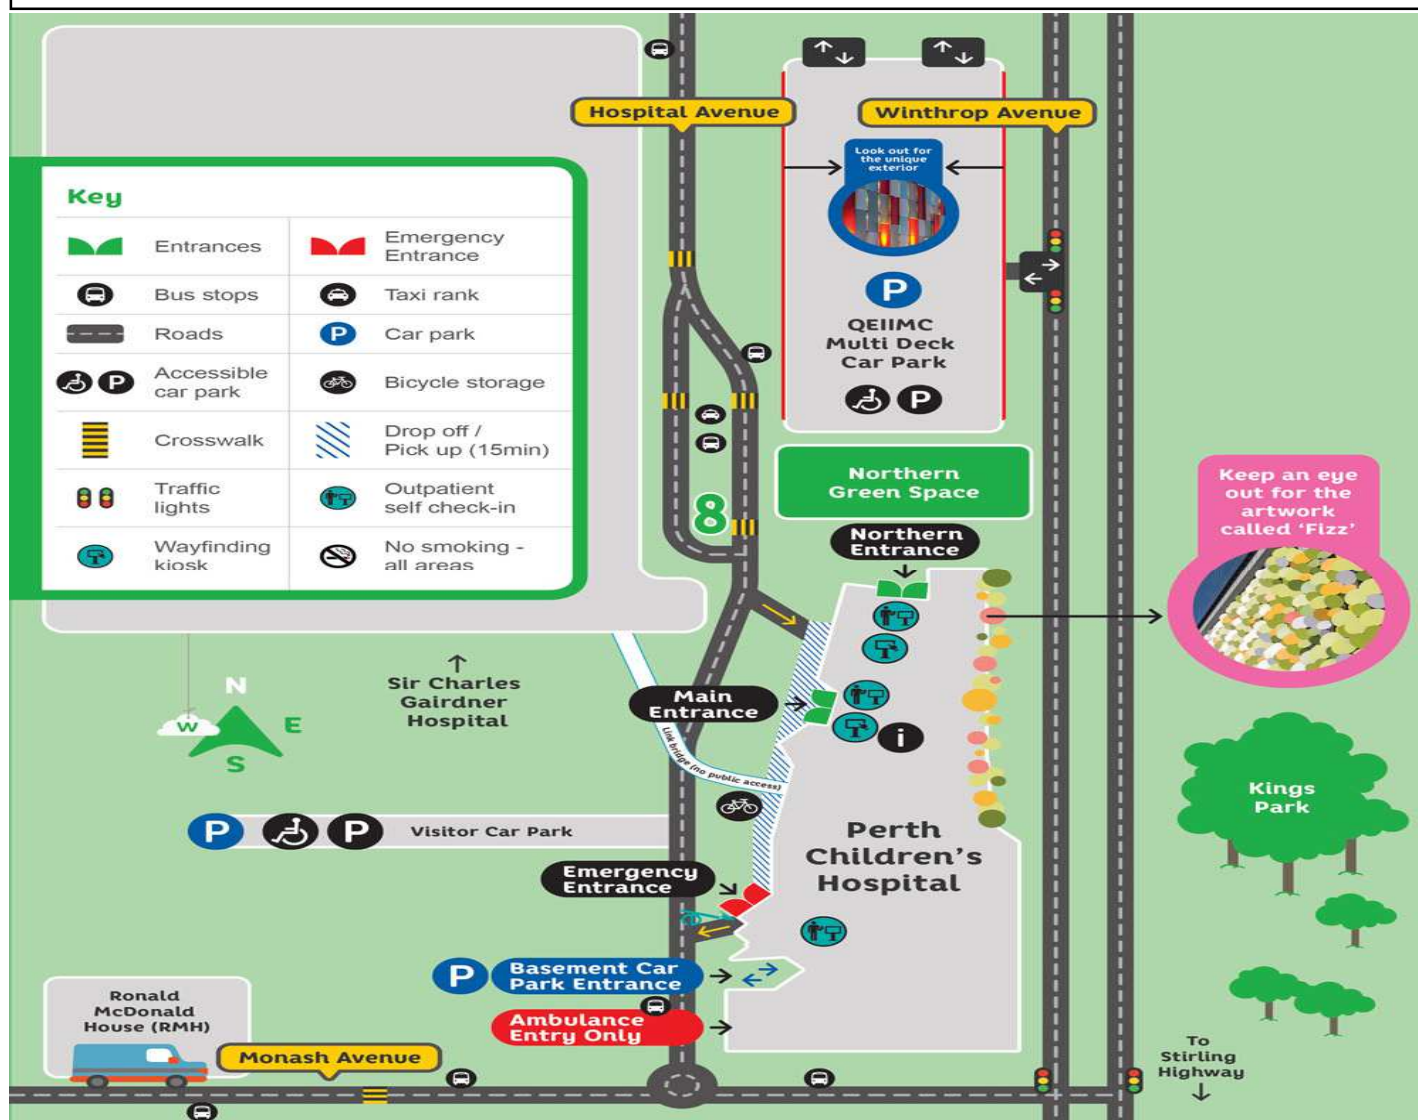 Hospital Avenue
Winthrop Avenue
Look out for
the unique
exterior
P
QEIIMC
Multi Deck
Car Park
P
Key
Entrances
Emergency
Entrance
Bus stops
Taxi rank
Roads
P
Car park
P
Accessible
car park
Bicycle storage
Crosswalk
Drop off /
Pick up (15min)
Traffic
lights
Outpatient
self check-in
Wayfinding
kiosk
No smoking -
all areas
8
Northern
Green Space
Northern
Entrance
Keep an eye
out for the
artwork
called ‘Fizz’
N
W
E
S
Sir Charles
Gairdner
Hospital
Main
Entrance
i
Link bridge (no public access)
Kings
Park
P
P
Visitor Car Park
Perth
Children’s
Hospital
Emergency
Entrance
P
Basement Car
Park Entrance
Ambulance
Entry Only
Ronald
McDonald
House (RMH)
Monash Avenue
To
Stirling
Highway